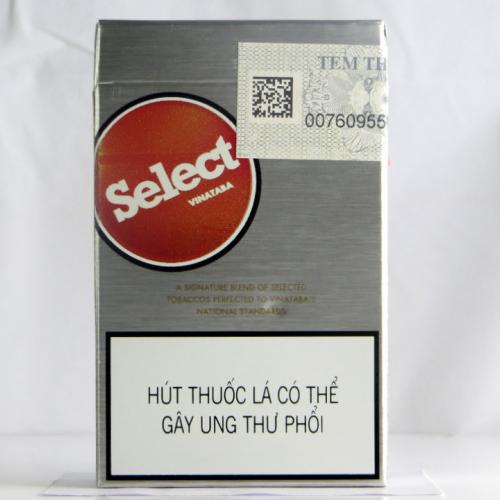 TEM TH
00760955
Select
VINATABA
A SIGNATURE BLEND OF SELECTED
TOBACCOS PERFECTED TO VINATABA'S
NATIONAL STANDARDS
HÚT THUỐC LÁ CÓ THỂ
GÂY UNG THƯ PHỔI